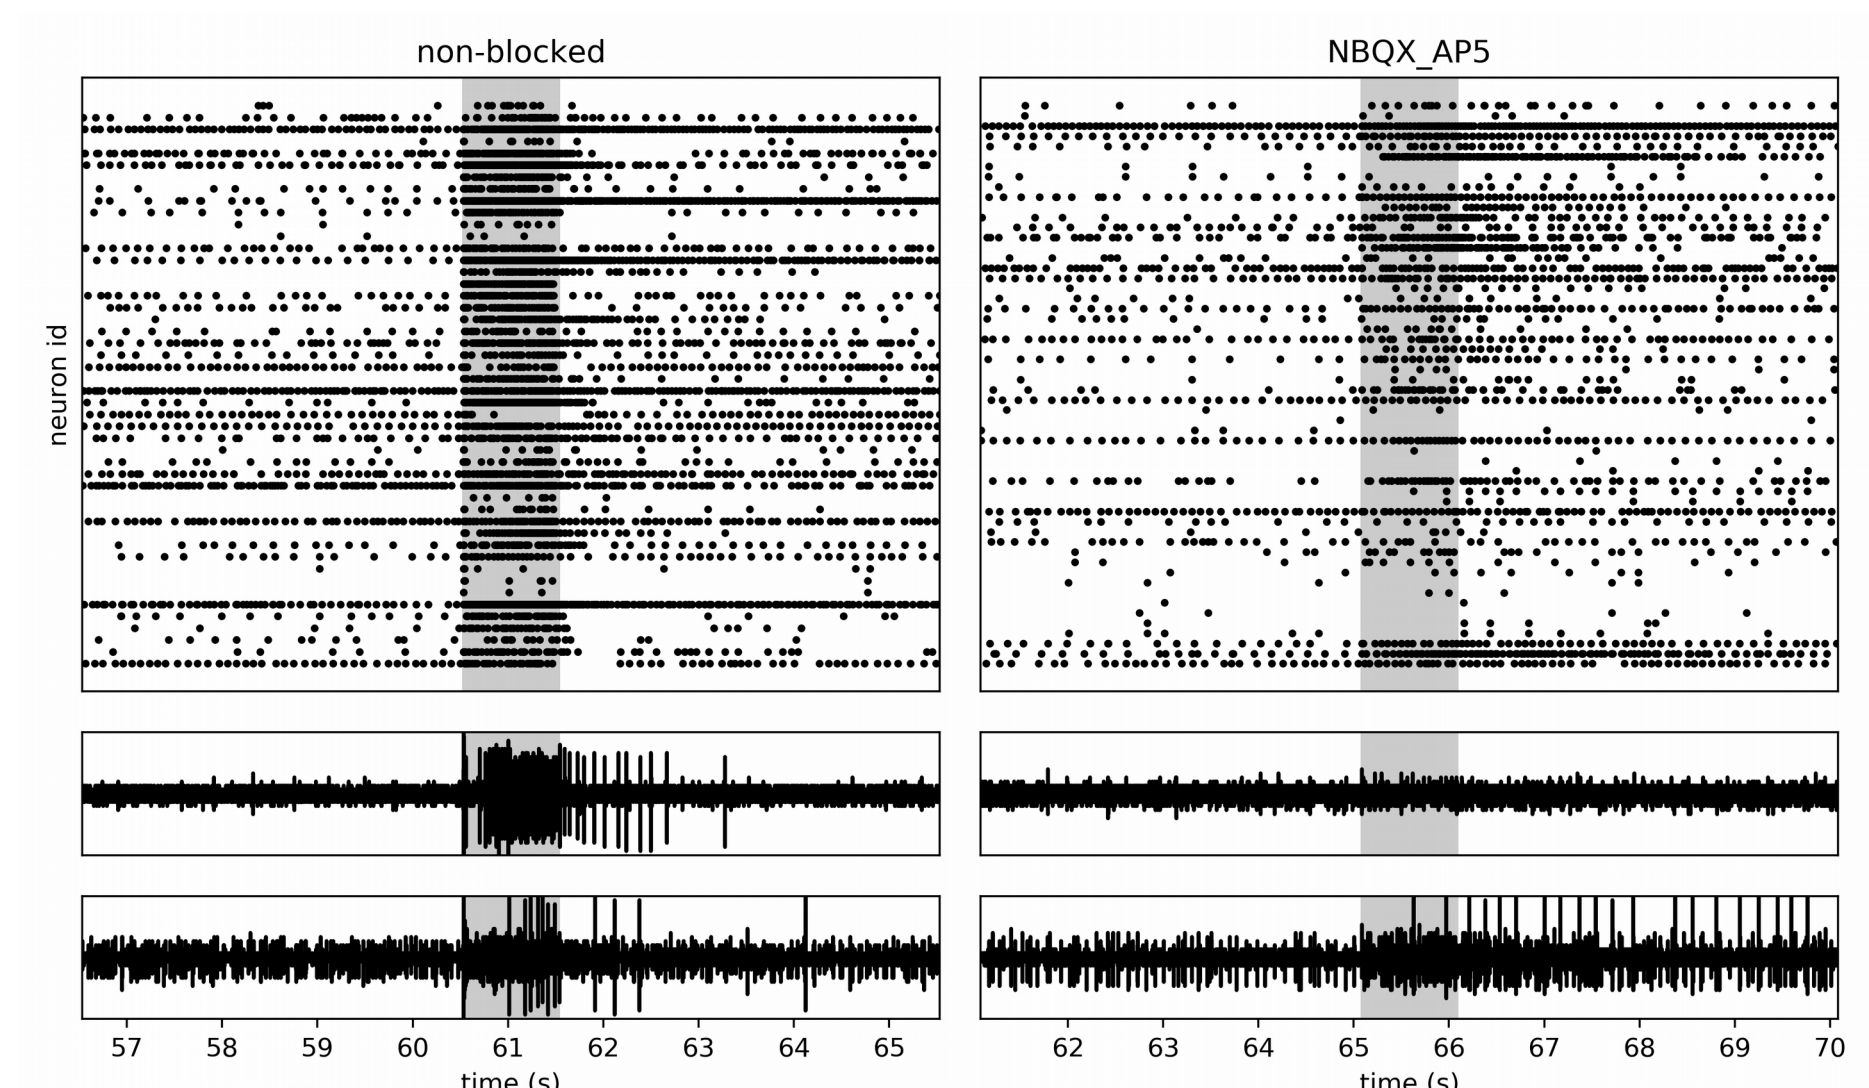 non-blocked
NBQX_AP5
neuron id
57 58 59 60 61 62 63 64 65
62 63 64 65 66 67 68 69 70
time (s)
time (s)